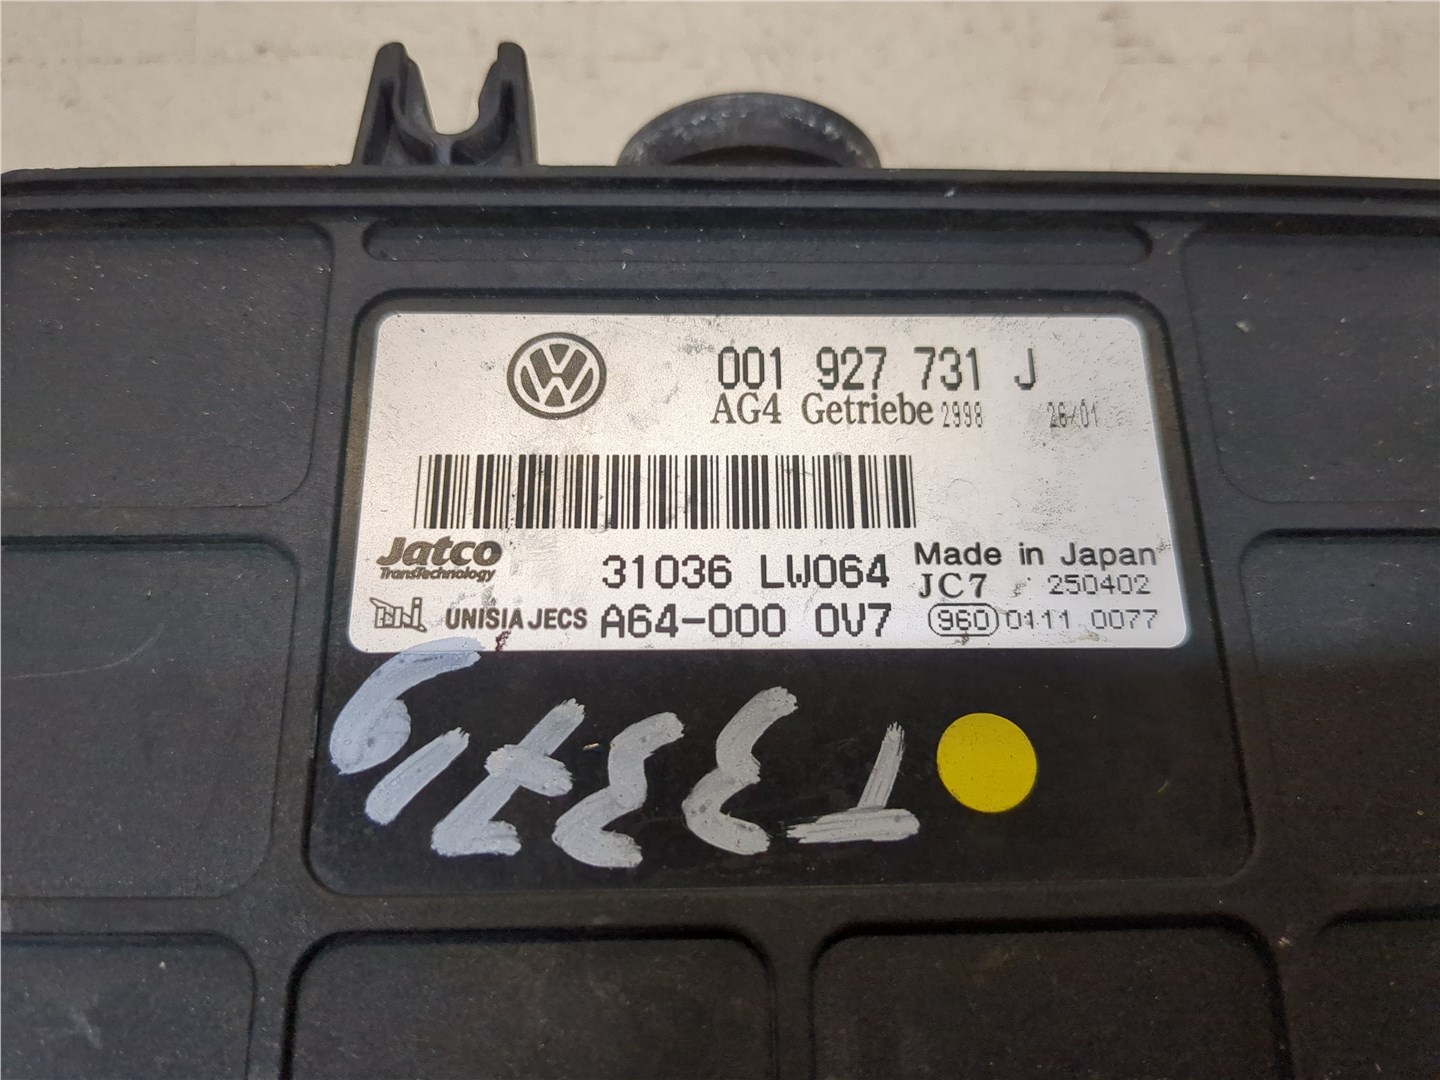 001 927 731 J
AG4 Getriebe 2998 26/01
Jatco
TransTechnology
31036 LW064
Made in Japan
JC7 250402
UNISIA JECS A64-000 0V7
960 0111 0077